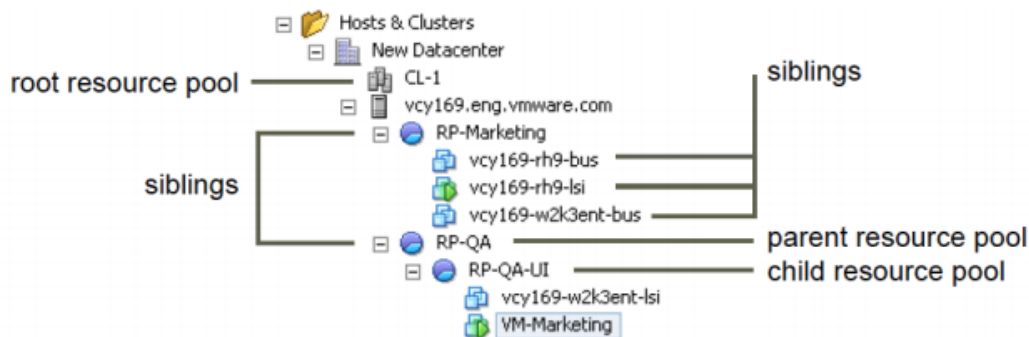 Hosts & Clusters
New Datacenter
root resource pool
CL-1
siblings
vcy169.eng.vmware.com
RP-Marketing
vcy169-rh9-bus
siblings
vcy169-rh9-lsi
vcy169-w2k3ent-bus
RP-QA
parent resource pool
RP-QA-UI
child resource pool
vcy169-w2k3ent-lsi
VM-Marketing